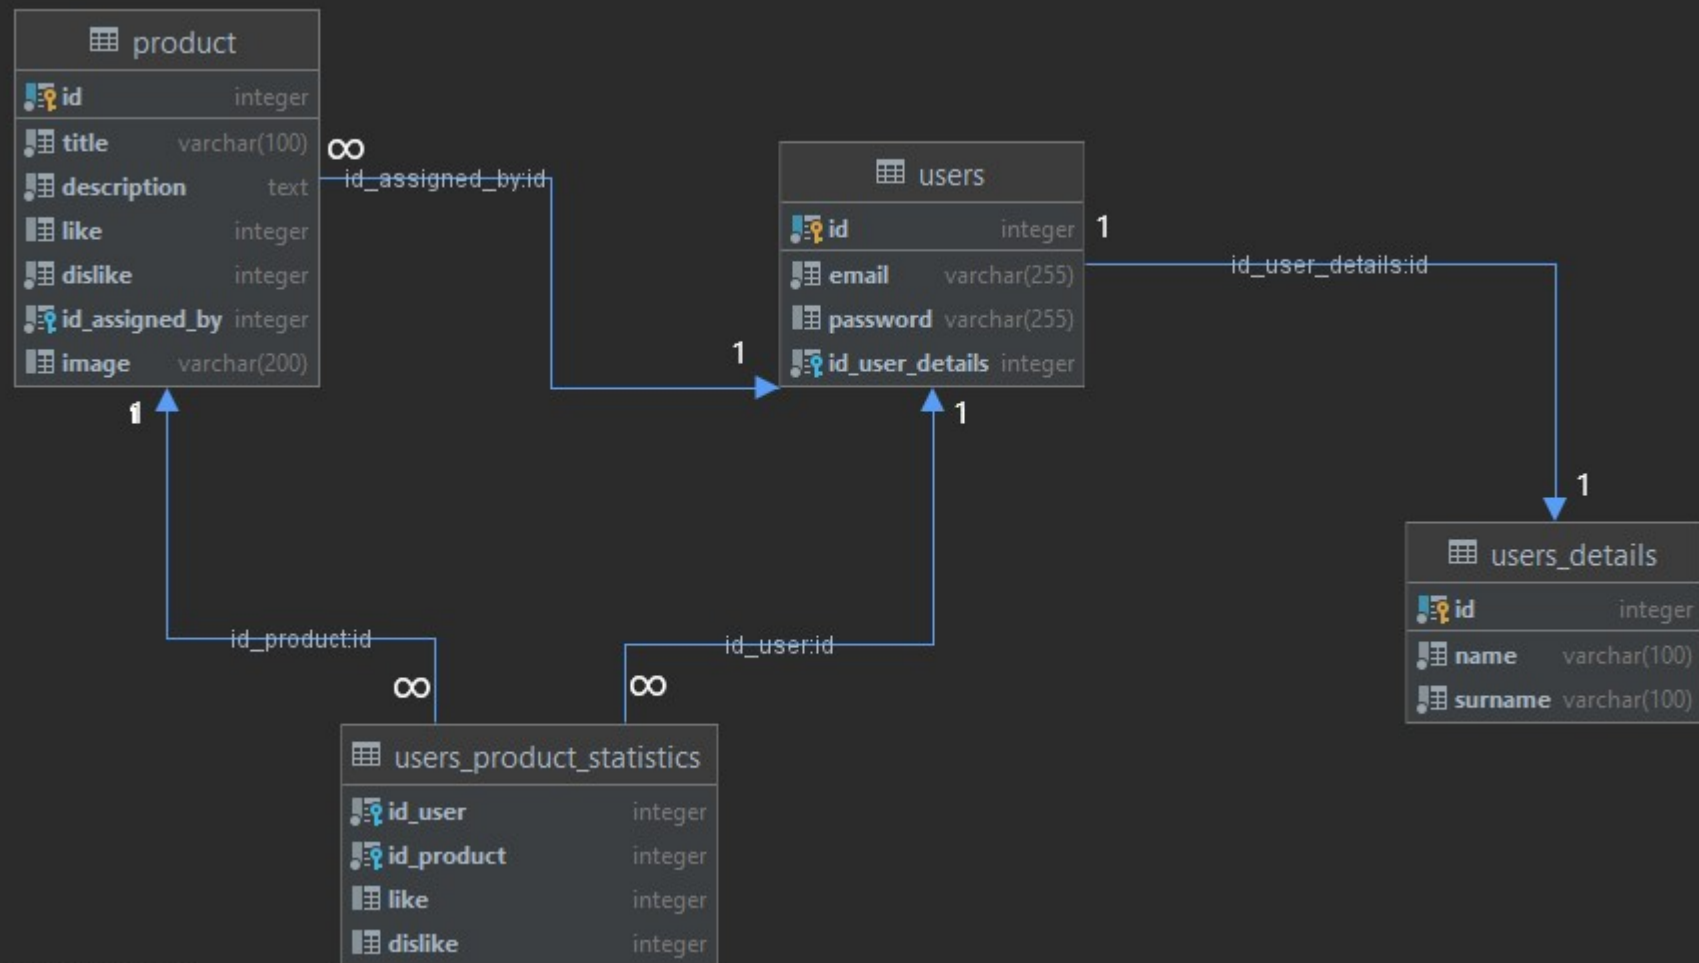 product
id integer
title varchar(100)
description text
like integer
dislike integer
id_assigned_by integer
image varchar(200)
∞
id_assigned_by:id
1
users
id integer
email varchar(255)
password varchar(255)
id_user_details integer
1
id_user_details:id
1
users_details
id integer
name varchar(100)
surname varchar(100)
1
id_product:id
∞
1
id_user:id
∞
users_product_statistics
id_user integer
id_product integer
like integer
dislike integer